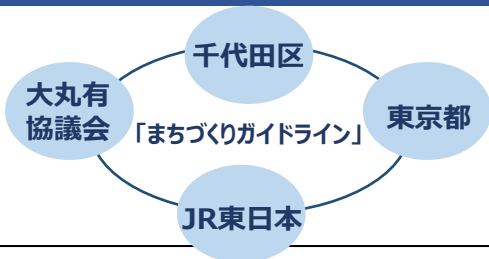 千代田区
大丸有
協議会
「まちづくりガイドライン」
東京都
JR東日本